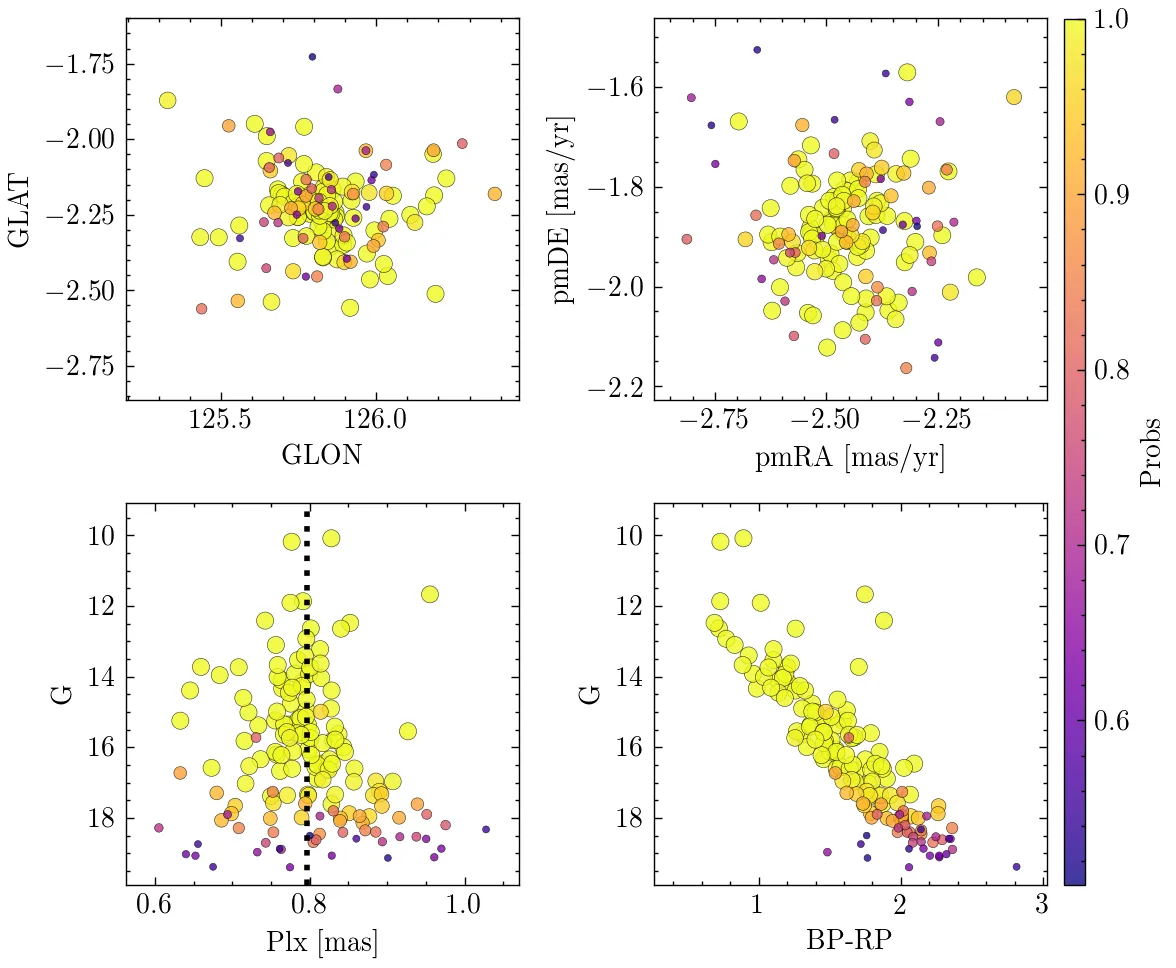 −1.75
−2.00
−2.25
−2.50
−2.75
GLAT
125.5 126.0
GLON
−1.6
−1.8
−2.0
−2.2
pmDE [mas/yr]
−2.75 −2.50 −2.25
pmRA [mas/yr]
1.0
0.9
0.8
0.7
0.6
Probs
10
12
14
16
18
G
0.6 0.8 1.0
Plx [mas]
10
12
14
16
18
G
1 2 3
BP-RP